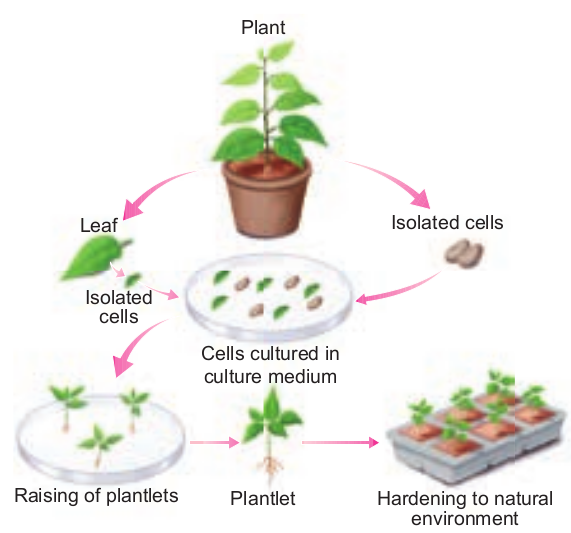 Plant
Leaf
Isolated cells
Isolated
cells
Cells cultured in
culture medium
Raising of plantlets
Plantlet
Hardening to natural
environment